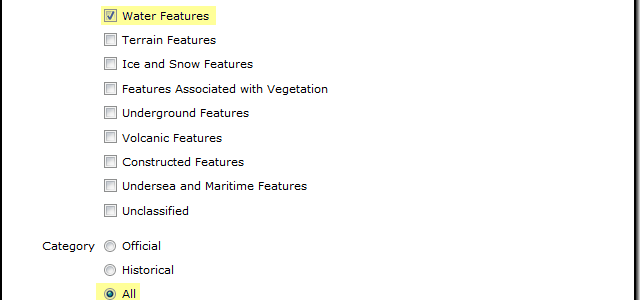 Water Features
Terrain Features
Ice and Snow Features
Features Associated with Vegetation
Underground Features
Volcanic Features
Constructed Features
Undersea and Maritime Features
Unclassified
Category Official
Historical
All